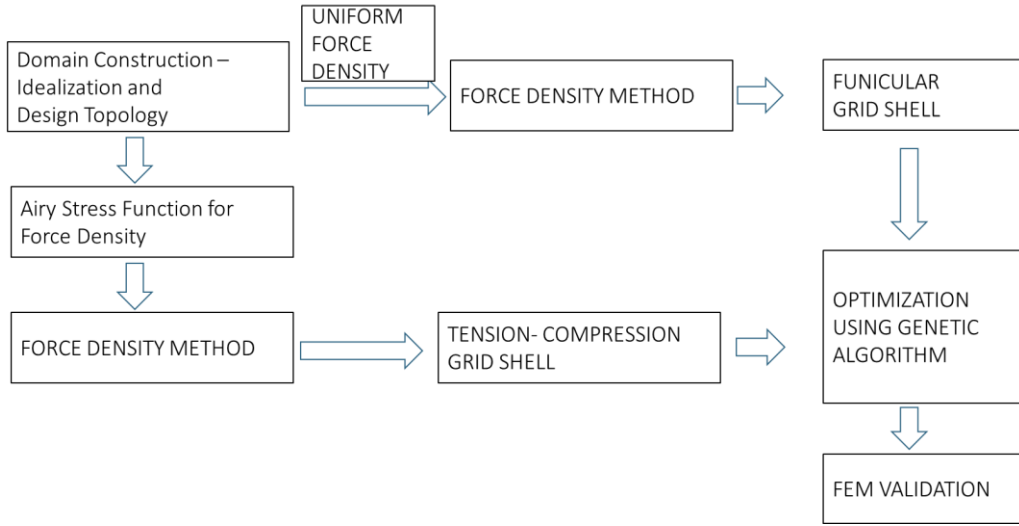 UNIFORM
FORCE
DENSITY
Domain Construction –
Idealization and
Design Topology
FORCE DENSITY METHOD
FUNICULAR
GRID SHELL
Airy Stress Function for
Force Density
FORCE DENSITY METHOD
TENSION- COMPRESSION
GRID SHELL
OPTIMIZATION
USING GENETIC
ALGORITHM
FEM VALIDATION